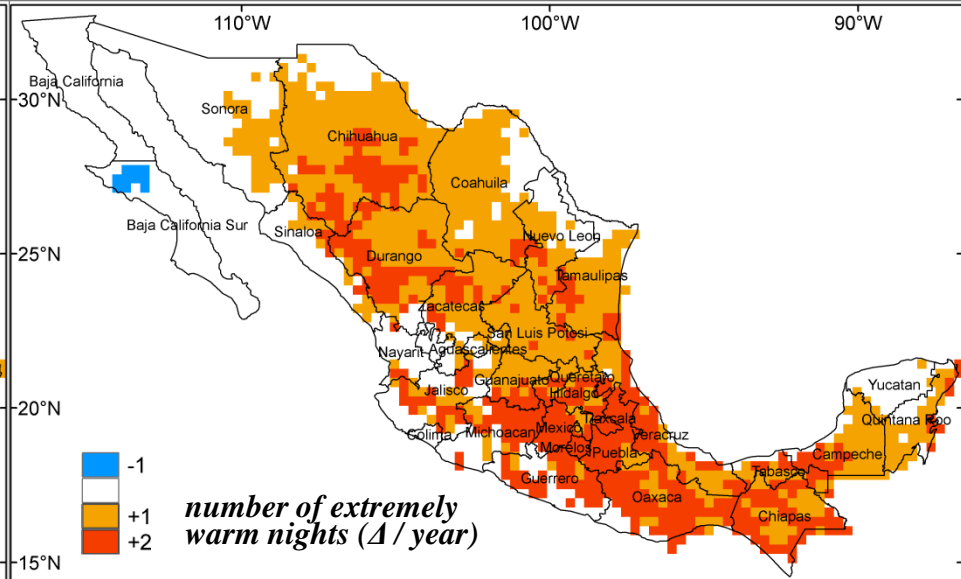 110°W
100°W
90°W
Baja California
30°N
Sonora
Chihuahua
Coahuila
Baja California Sur
Sinaloa
Nuevo Leon
25°N
Durango
Tamaulipas
Zacatecas
San Luis Potosi
Nayarit
Aguascalientes
Guanajuato
Queretaro
Yucatan
Jalisco
Hidalgo
20°N
Tlaxcala
Quintana Roo
Colima
Michoacan
Mexico
Veracruz
Morelos
Puebla
Campeche
Tabasco
Guerrero
Oaxaca
Chiapas
-1
+1
+2
number of extremely
warm nights (Δ / year)
15°N